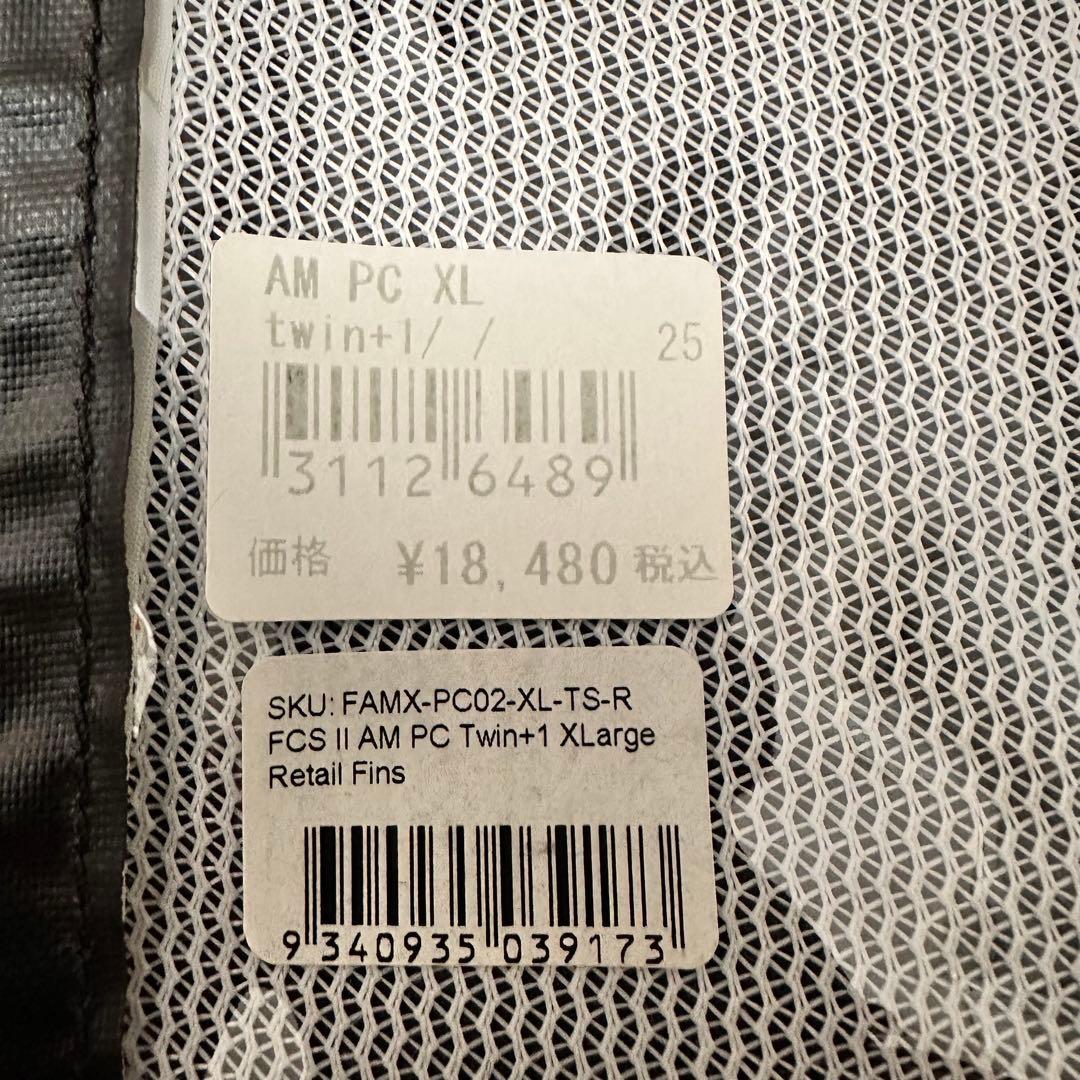 AM PC XL
twin+1/ /
25
3112 6489
価格 ¥18,480 税込
SKU: FAMX-PC02-XL-TS-R
FCS II AM PC Twin+1 XLarge
Retail Fins
9 340935 039173